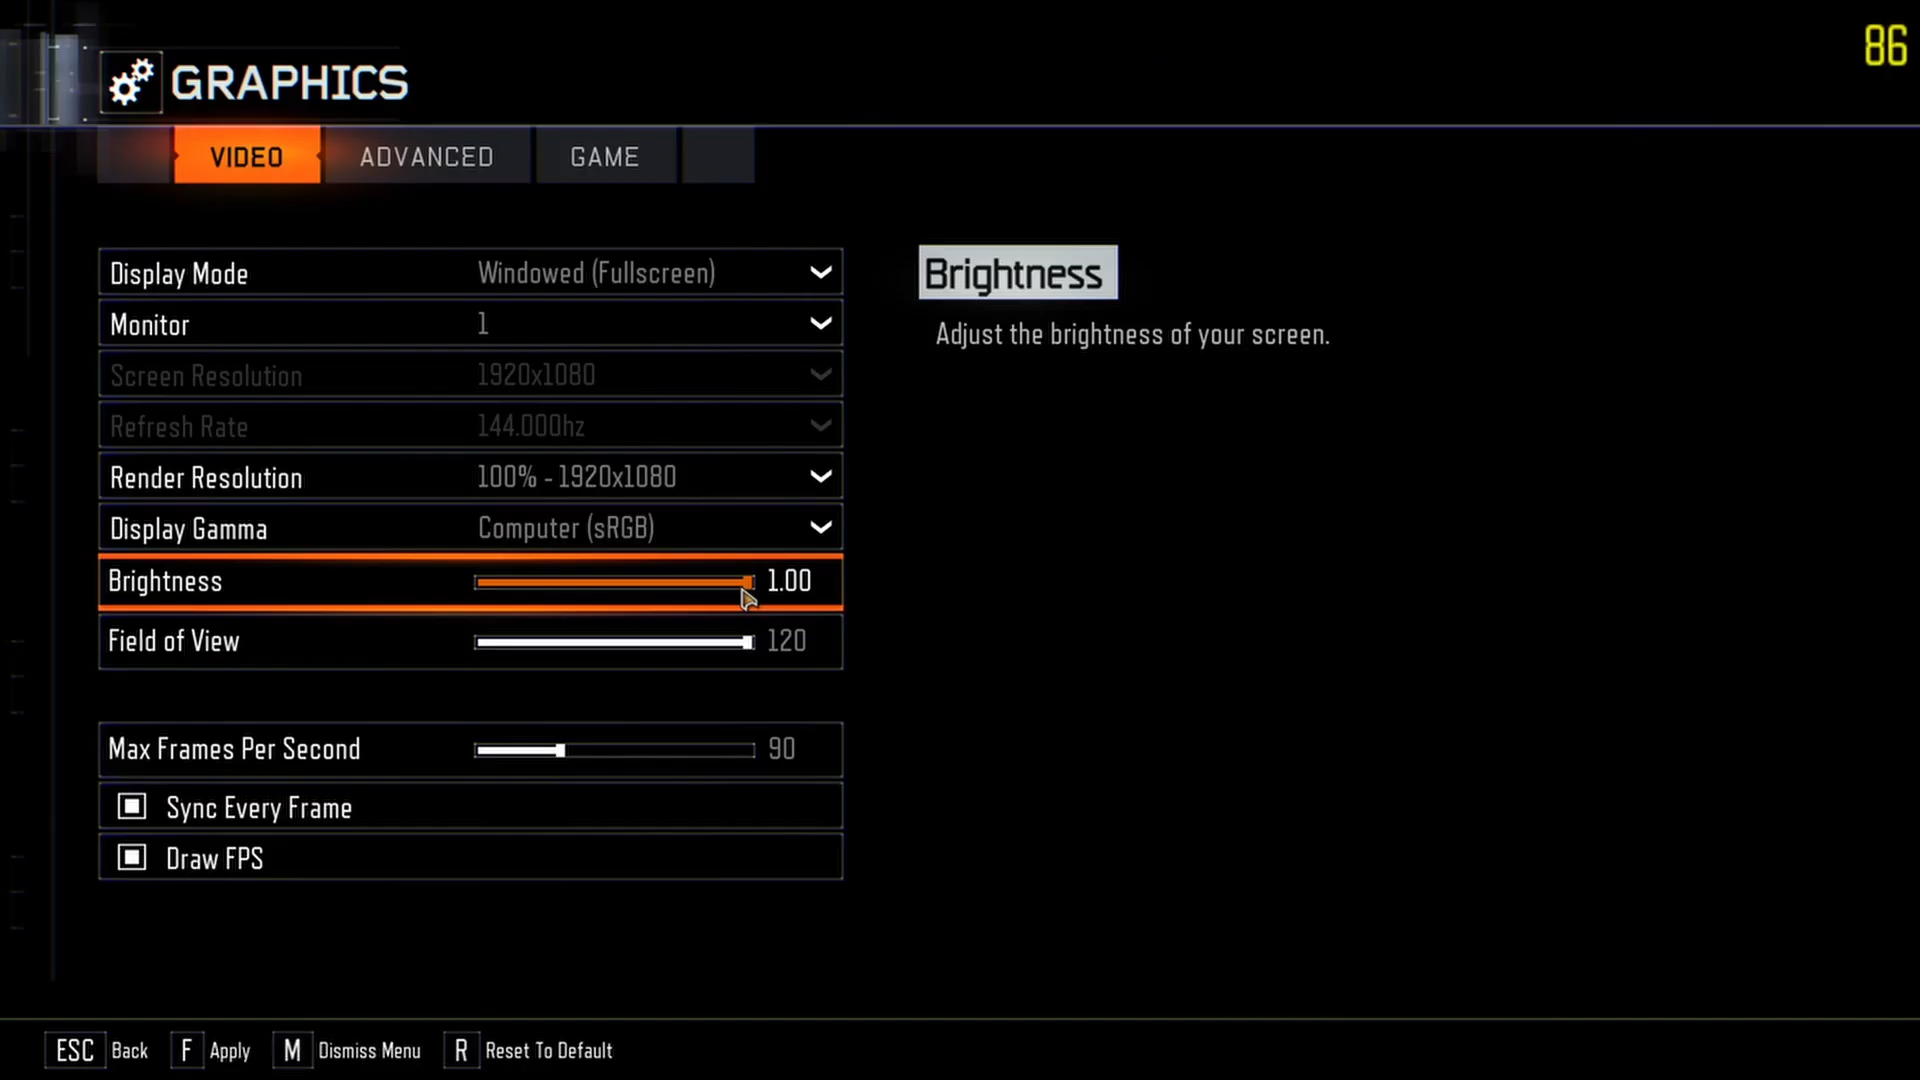 86
GRAPHICS
VIDEO ADVANCED GAME
Display Mode Windowed (Fullscreen)
Monitor 1
Screen Resolution 1920x1080
Refresh Rate 144.000hz
Render Resolution 100% - 1920x1080
Display Gamma Computer (sRGB)
Brightness 1.00
Field of View 120
Max Frames Per Second 90
Sync Every Frame
Draw FPS
Brightness
Adjust the brightness of your screen.
ESC Back F Apply M Dismiss Menu R Reset To Default